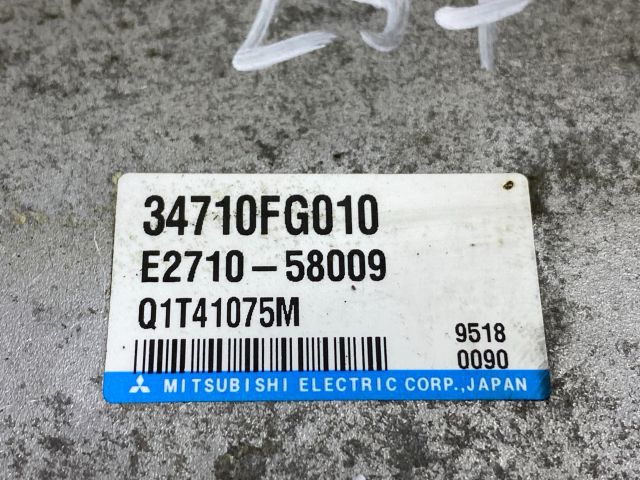 34710FG010
E2710-58009
Q1T41075M
9518
0090
MITSUBISHI ELECTRIC CORP.,JAPAN